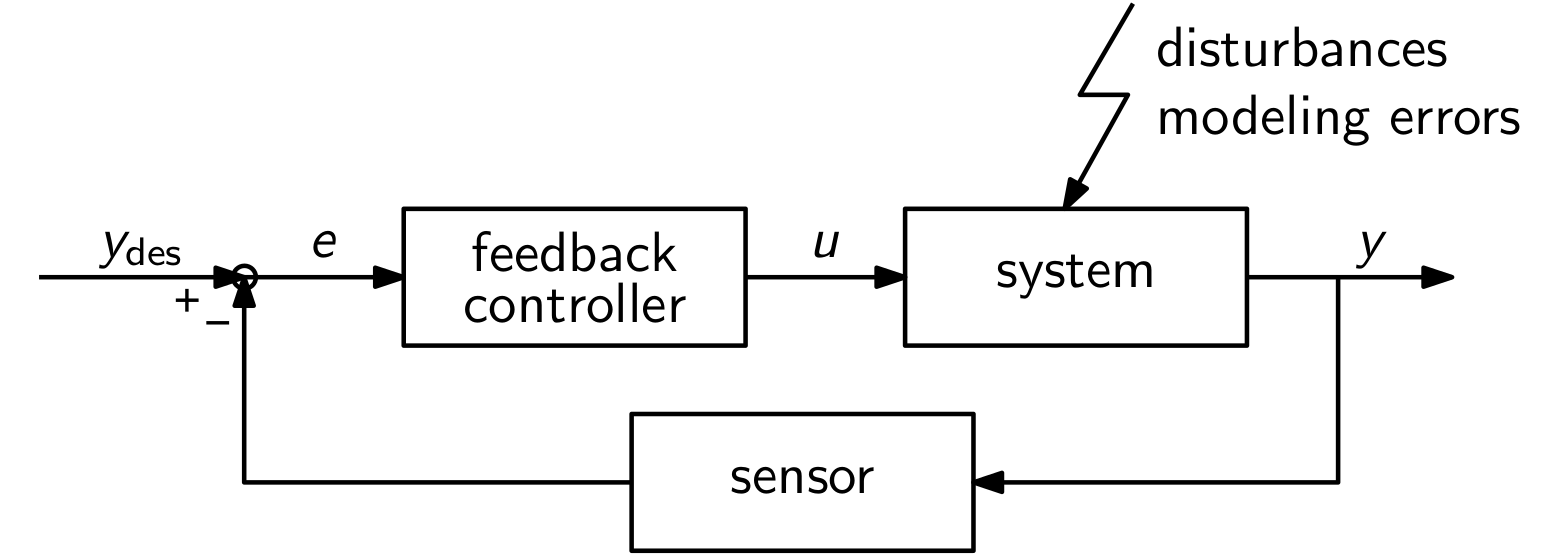 disturbances
modeling errors
y_des
e
feedback
controller
u
system
y
+
−
sensor